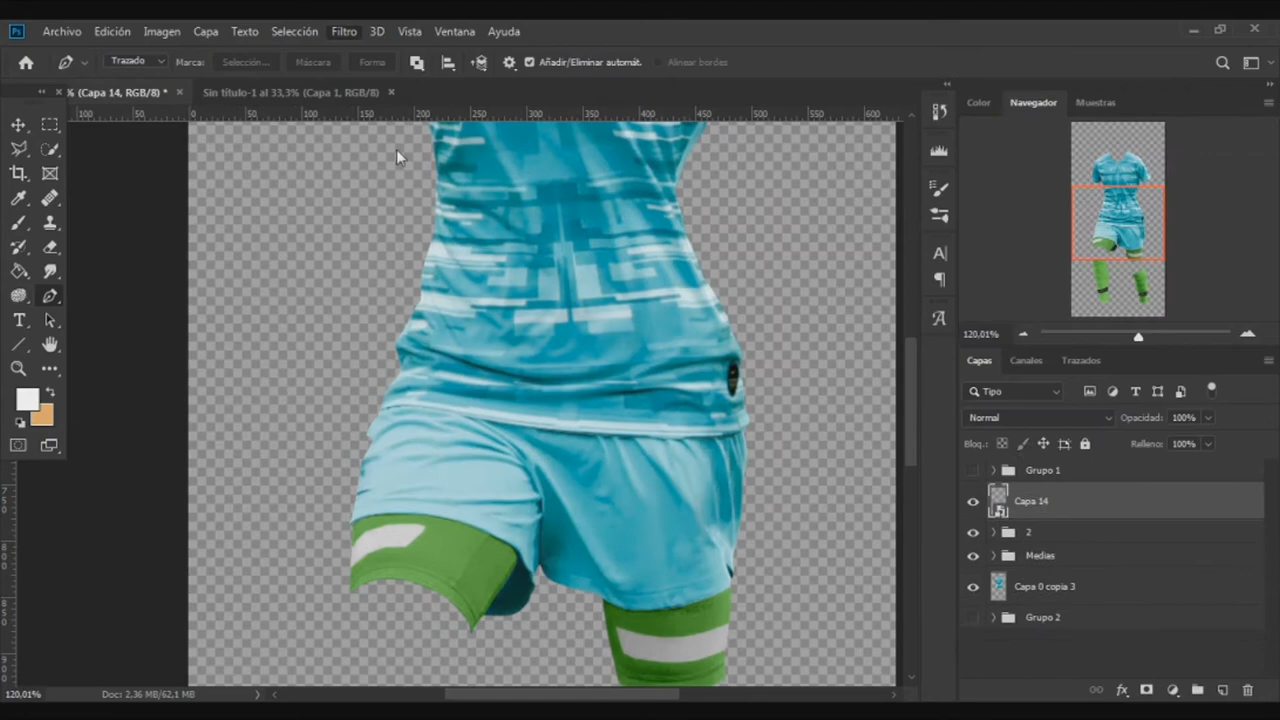 Ps Archivo Edición Imagen Capa Texto Selección Filtro 3D Vista Ventana Ayuda
Trazado Marca: Selección... Máscara Forma Añadir/Eliminar automát. Alinear bordes
% (Capa 14, RGB/8) * × Sin título-1 al 33,3% (Capa 1, RGB/8) ×
100 50 0 50 100 150 200 250 300 350 400 450 500 550 600
Color Navegador Muestras
120,01%
Capas Canales Trazados
Tipo
Normal Opacidad: 100%
Bloq.: Relleno: 100%
Grupo 1
Capa 14
2
Medias
Capa 0 copia 3
Grupo 2
120,01% Doc: 2,36 MB/62,1 MB